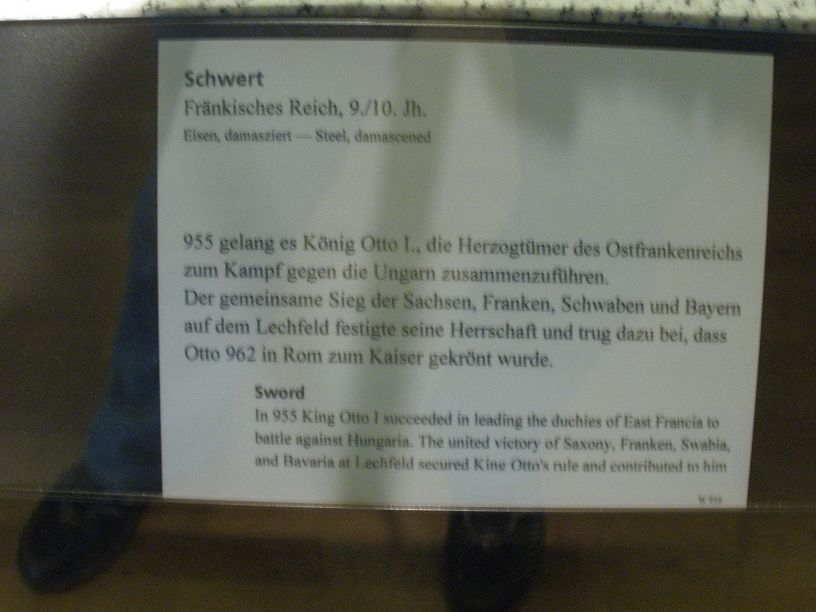 Schwert
Fränkisches Reich, 9./10. Jh.
Eisen, damasziert — Steel, damascened
955 gelang es König Otto I., die Herzogtümer des Ostfrankenreichs
zum Kampf gegen die Ungarn zusammenzuführen.
Der gemeinsame Sieg der Sachsen, Franken, Schwaben und Bayern
auf dem Lechfeld festigte seine Herrschaft und trug dazu bei, dass
Otto 962 in Rom zum Kaiser gekrönt wurde.
Sword
In 955 King Otto I succeeded in leading the duchies of East Francia to
battle against Hungaria. The united victory of Saxony, Franken, Swabia,
and Bavaria at Lechfeld secured King Otto's rule and contributed to him
W